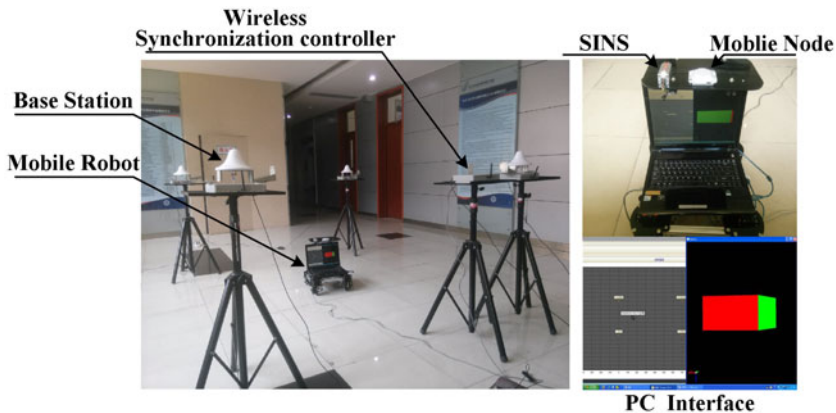 Wireless
Synchronization controller
SINS
Moblie Node
Base Station
Mobile Robot
PC Interface